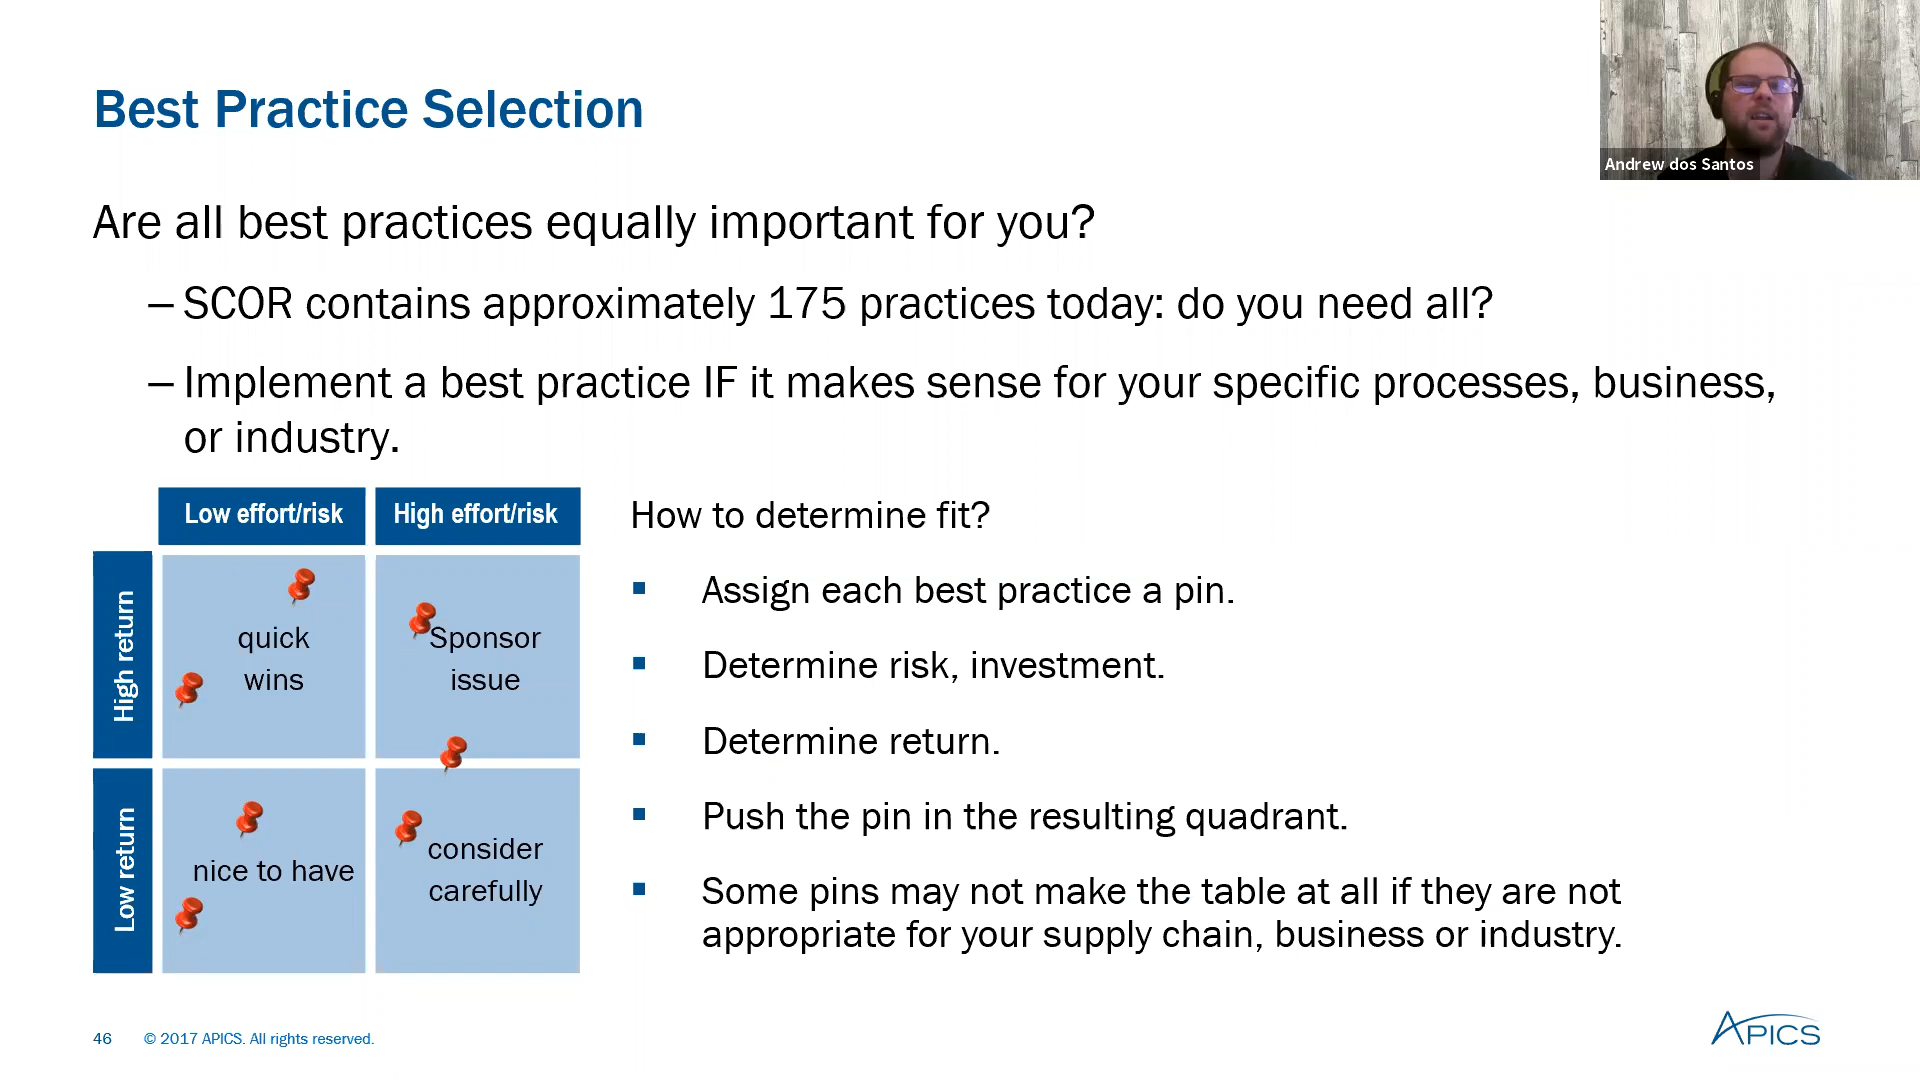 Best Practice Selection
Andrew dos Santos
Are all best practices equally important for you?
– SCOR contains approximately 175 practices today: do you need all?
– Implement a best practice IF it makes sense for your specific processes, business,
or industry.
Low effort/risk
High effort/risk
High return
quick
wins
Sponsor
issue
Low return
nice to have
consider
carefully
How to determine fit?
▪ Assign each best practice a pin.
▪ Determine risk, investment.
▪ Determine return.
▪ Push the pin in the resulting quadrant.
▪ Some pins may not make the table at all if they are not
appropriate for your supply chain, business or industry.
46 © 2017 APICS. All rights reserved.
APICS